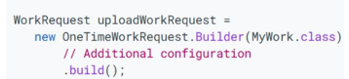 WorkRequest uploadWorkRequest =
new OneTimeWorkRequest.Builder(MyWork.class)
// Additional configuration
.build();